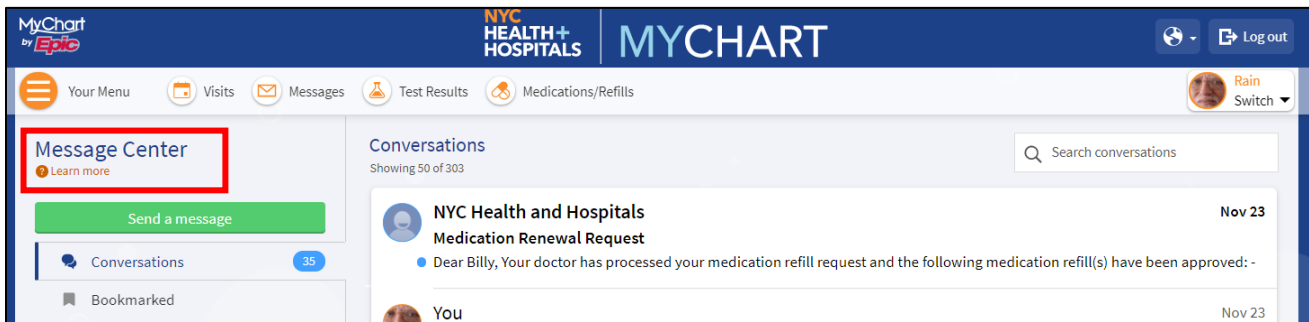 MyChart
by Epic
NYC
HEALTH+
HOSPITALS
MYCHART
Log out
Your Menu
Visits
Messages
Test Results
Medications/Refills
Rain
Switch
Message Center
Learn more
Send a message
Conversations 35
Bookmarked
Conversations
Showing 50 of 303
Search conversations
NYC Health and Hospitals Nov 23
Medication Renewal Request
Dear Billy, Your doctor has processed your medication refill request and the following medication refill(s) have been approved: -
You Nov 23